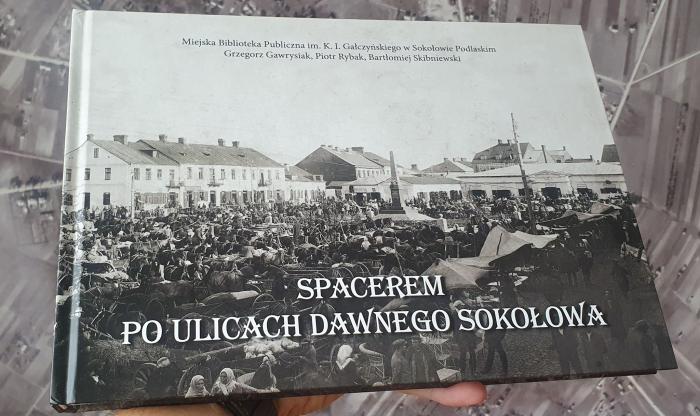 Miejska Biblioteka Publiczna im. K. I. Gałczyńskiego w Sokołowie Podlaskim
Grzegorz Gawrysiak, Piotr Rybak, Bartłomiej Skibniewski
SPACEREM
PO ULICACH DAWNEGO SOKOŁOWA